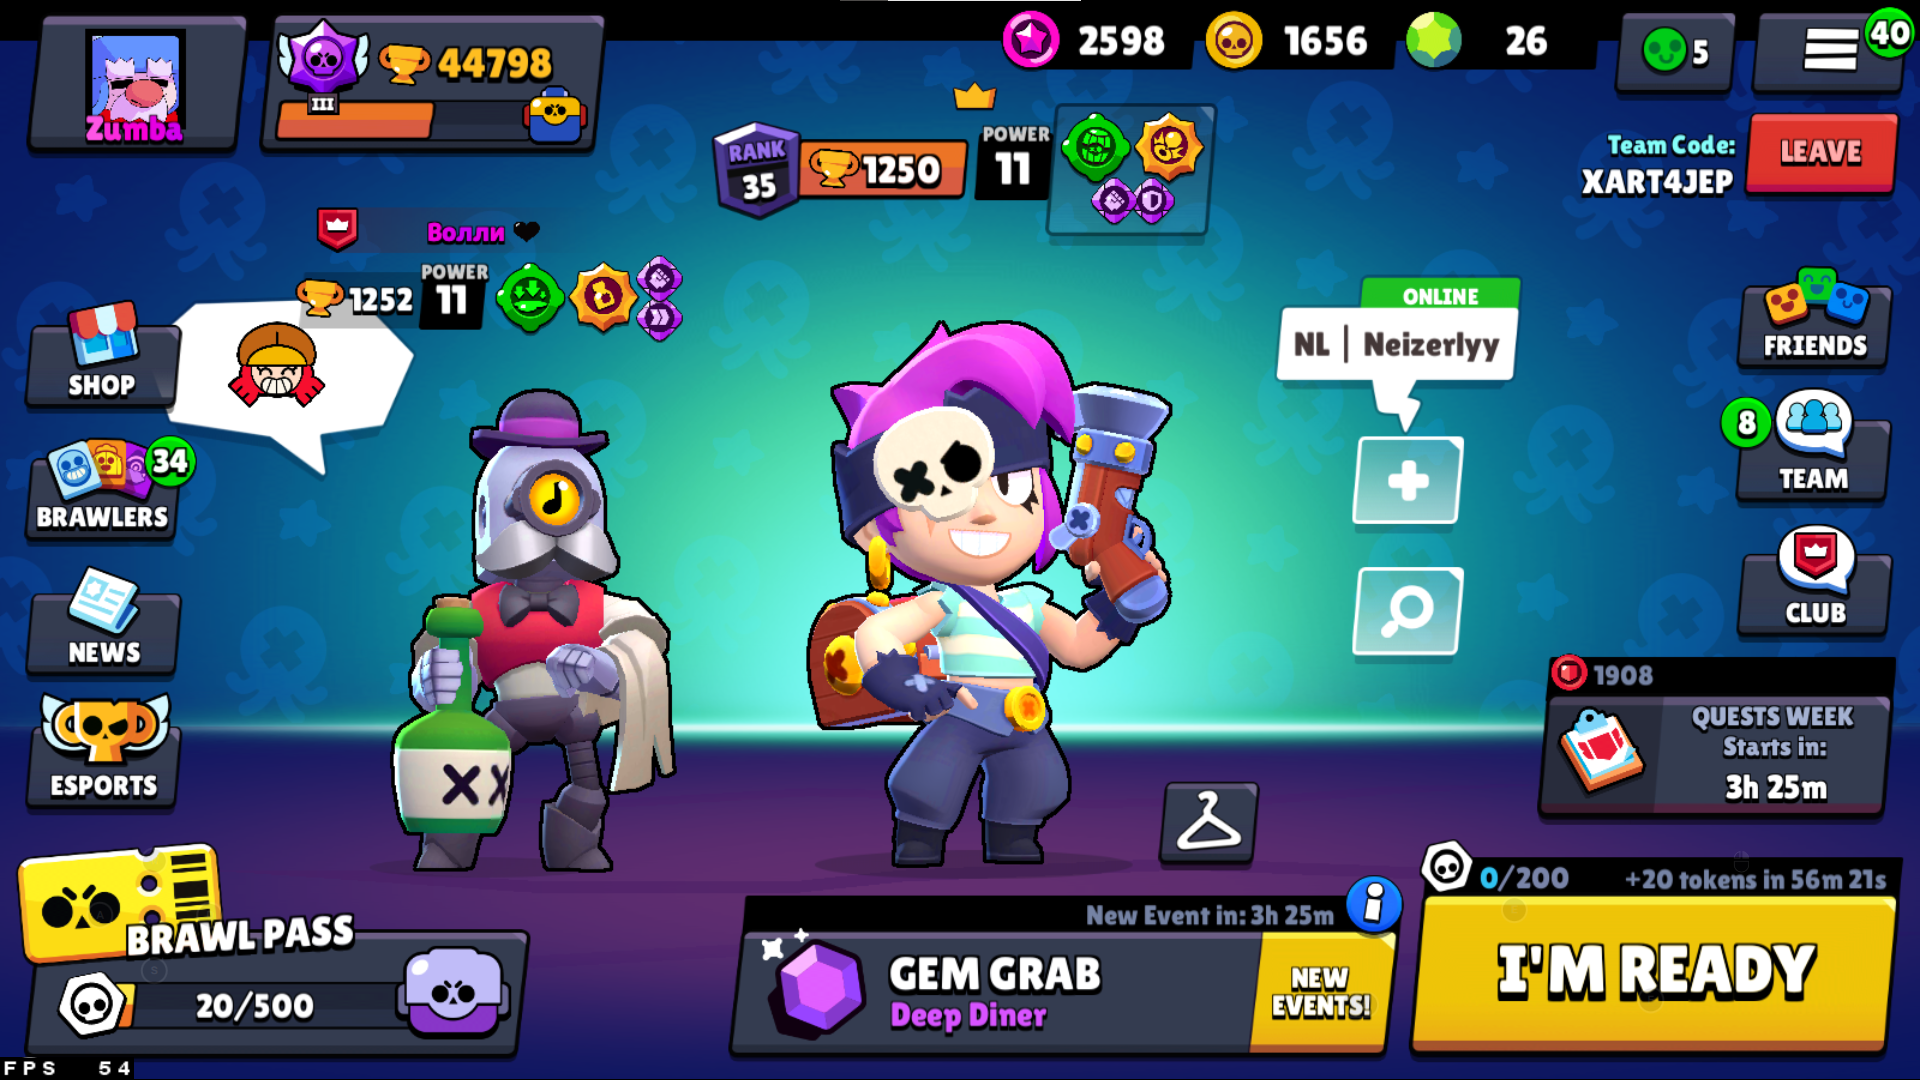 Zumba
III
44798
2598
1656
26
5
40
RANK
35
1250
POWER
11
Team Code:
XART4JEP
LEAVE
Волли
1252
POWER
11
ONLINE
NL | Neizerlyy
SHOP
34
BRAWLERS
NEWS
ESPORTS
FRIENDS
8
TEAM
CLUB
1908
QUESTS WEEK
Starts in:
3h 25m
XX
BRAWL PASS
20/500
New Event in: 3h 25m
GEM GRAB
Deep Diner
NEW
EVENTS!
0/200
+20 tokens in 56m 21s
I'M READY
FPS 54